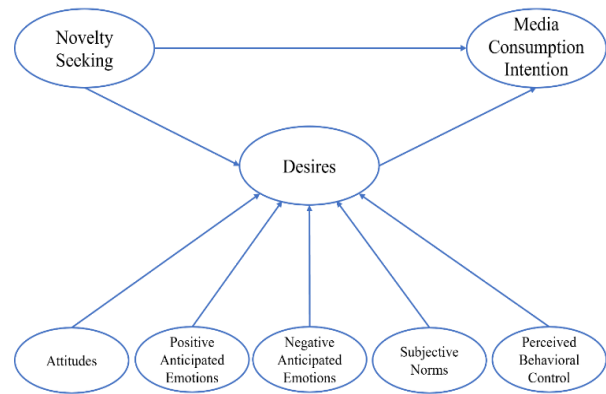 Novelty
Seeking
Media
Consumption
Intention
Desires
Attitudes
Positive
Anticipated
Emotions
Negative
Anticipated
Emotions
Subjective
Norms
Perceived
Behavioral
Control